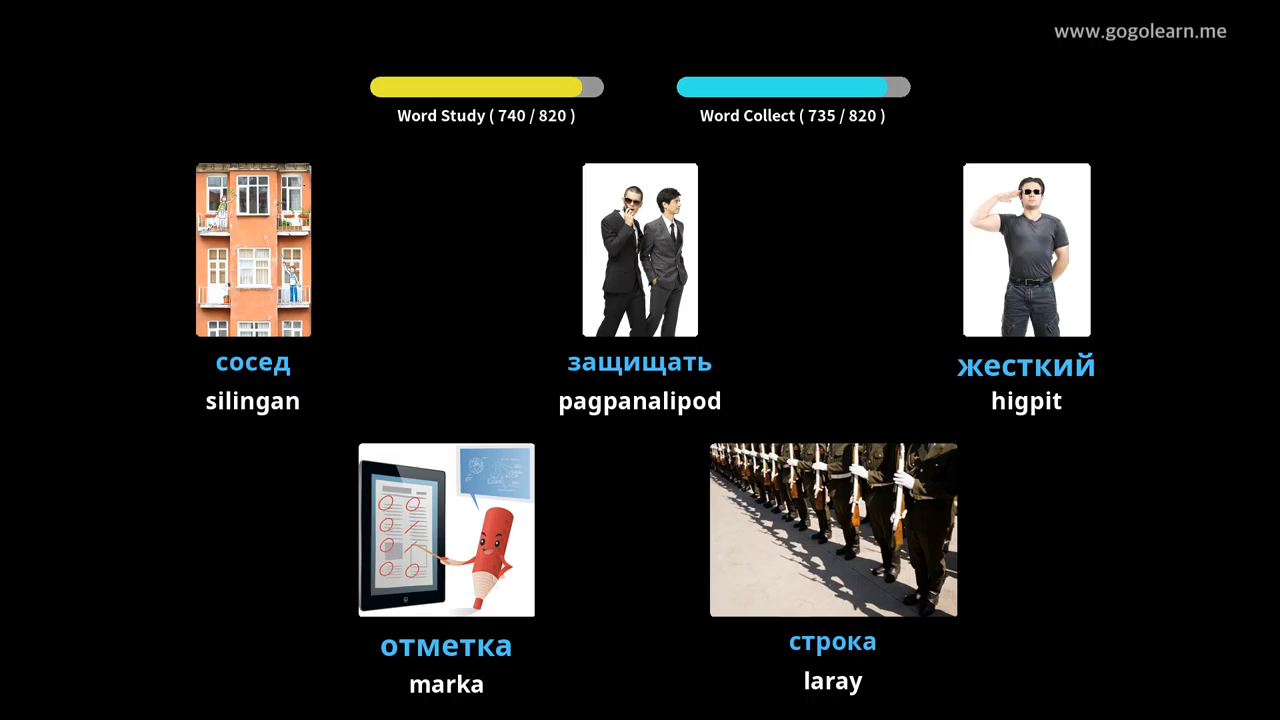 www.gogolearn.me
Word Study ( 740 / 820 )
Word Collect ( 735 / 820 )
сосед
silingan
защищать
pagpanalipod
жесткий
higpit
отметка
marka
строка
laray